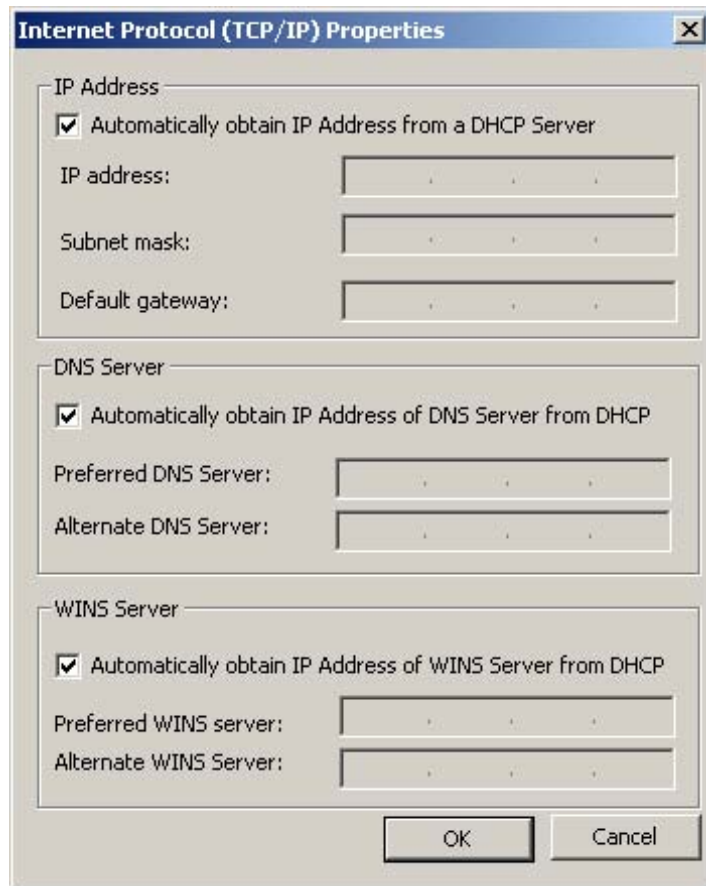 Internet Protocol (TCP/IP) Properties
IP Address
Automatically obtain IP Address from a DHCP Server
IP address:
Subnet mask:
Default gateway:
DNS Server
Automatically obtain IP Address of DNS Server from DHCP
Preferred DNS Server:
Alternate DNS Server:
WINS Server
Automatically obtain IP Address of WINS Server from DHCP
Preferred WINS server:
Alternate WINS Server:
OK Cancel